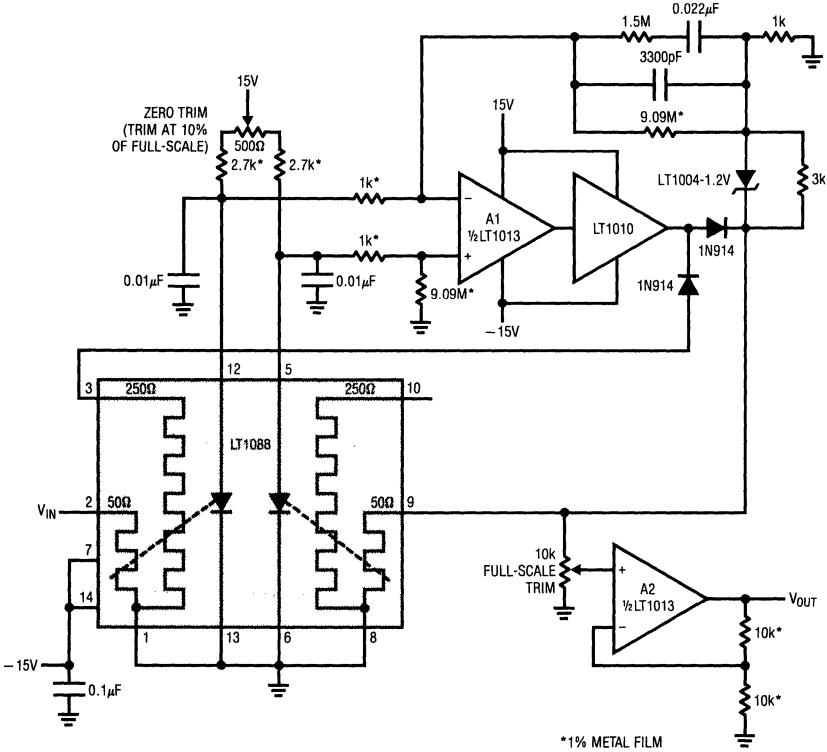 0.022µF
1.5M
1k
3300pF
15V
ZERO TRIM
(TRIM AT 10%
OF FULL-SCALE)
500Ω
2.7k*
2.7k*
15V
9.09M*
1k*
LT1004-1.2V
3k
−
A1
½LT1013
LT1010
1k*
+
1N914
0.01µF
0.01µF
9.09M*
1N914
−15V
12
5
3
250Ω
250Ω
10
LT1088
2
50Ω
50Ω
9
VIN
7
10k
FULL-SCALE
TRIM
+
A2
½LT1013
−
VOUT
14
1
13
6
8
10k*
−15V
0.1µF
10k*
*1% METAL FILM